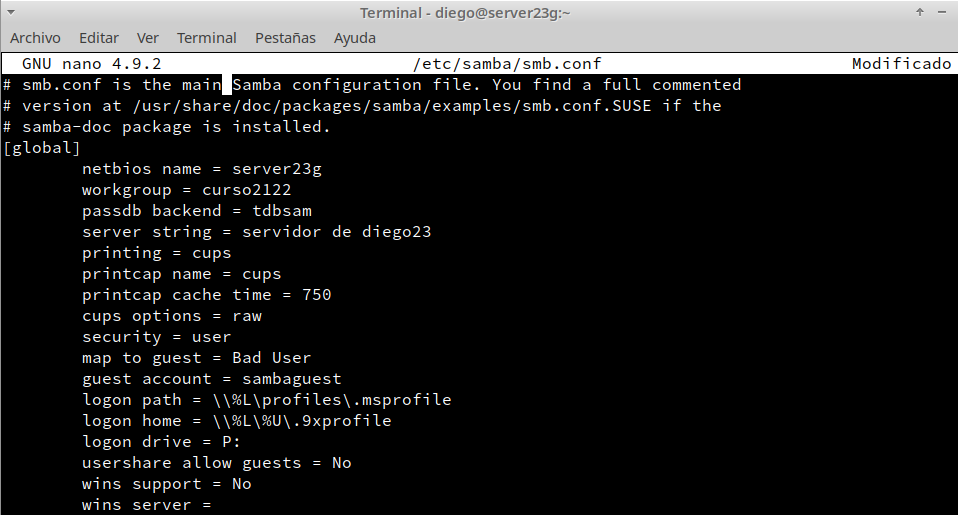 Terminal - diego@server23g:~
Archivo Editar Ver Terminal Pestañas Ayuda
GNU nano 4.9.2 /etc/samba/smb.conf Modificado
# smb.conf is the main Samba configuration file. You find a full commented
# version at /usr/share/doc/packages/samba/examples/smb.conf.SUSE if the
# samba-doc package is installed.
[global]
netbios name = server23g
workgroup = curso2122
passdb backend = tdbsam
server string = servidor de diego23
printing = cups
printcap name = cups
printcap cache time = 750
cups options = raw
security = user
map to guest = Bad User
guest account = sambaguest
logon path = \\%L\profiles\.msprofile
logon home = \\%L\%U\.9xprofile
logon drive = P:
usershare allow guests = No
wins support = No
wins server =